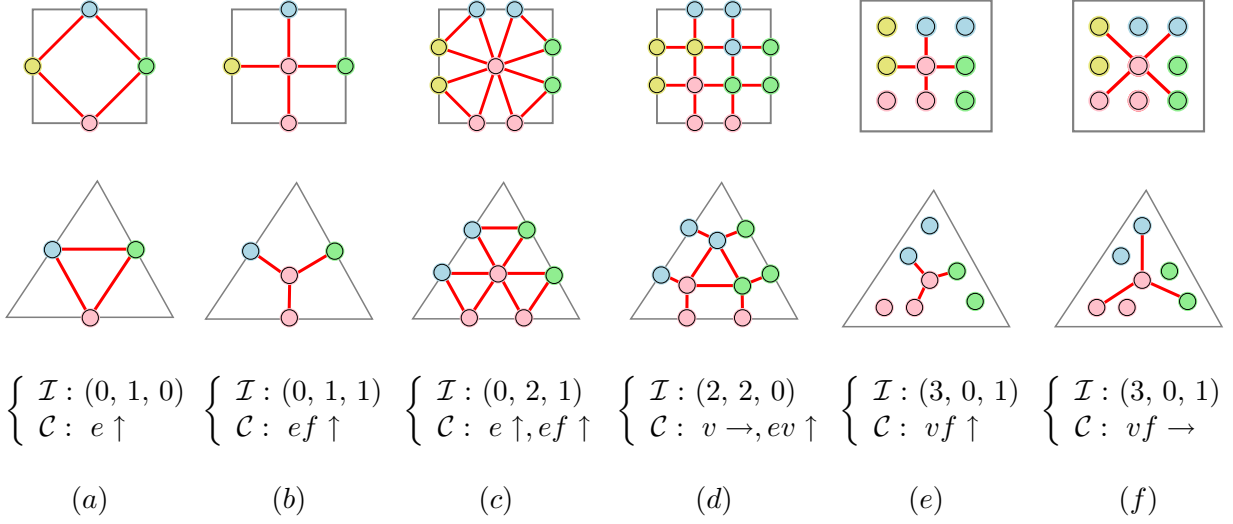 ℐ : (0, 1, 0) ℐ : (0, 1, 1) ℐ : (0, 2, 1) ℐ : (2, 2, 0) ℐ : (3, 0, 1) ℐ : (3, 0, 1)
𝒞 : e ↑ 𝒞 : ef ↑ 𝒞 : e ↑, ef ↑ 𝒞 : v →, ev ↑ 𝒞 : vf ↑ 𝒞 : vf →
(a) (b) (c) (d) (e) (f)